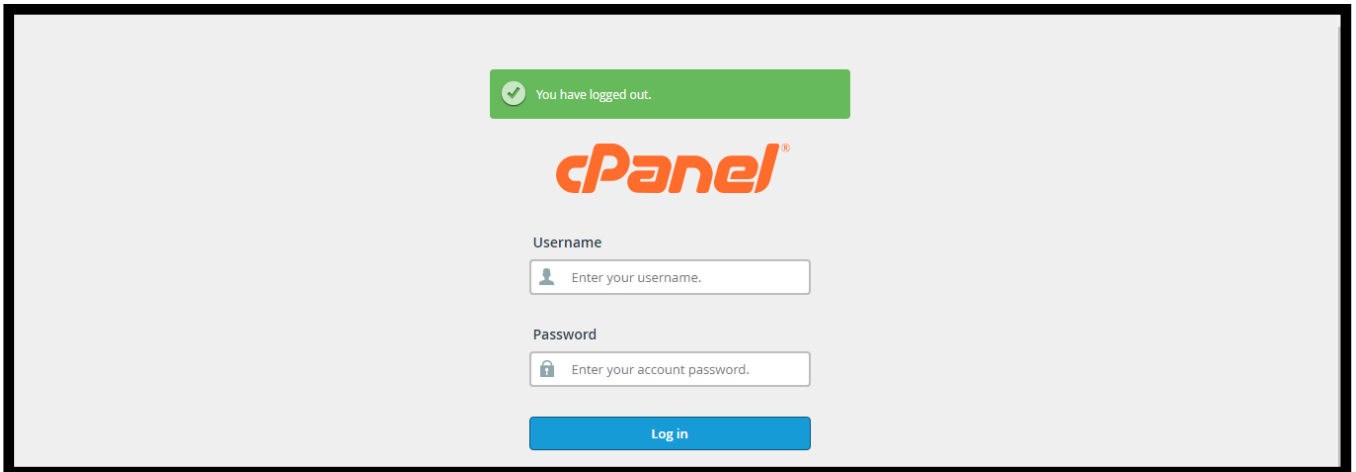 You have logged out.
cPanel®
Username
Enter your username.
Password
Enter your account password.
Log in